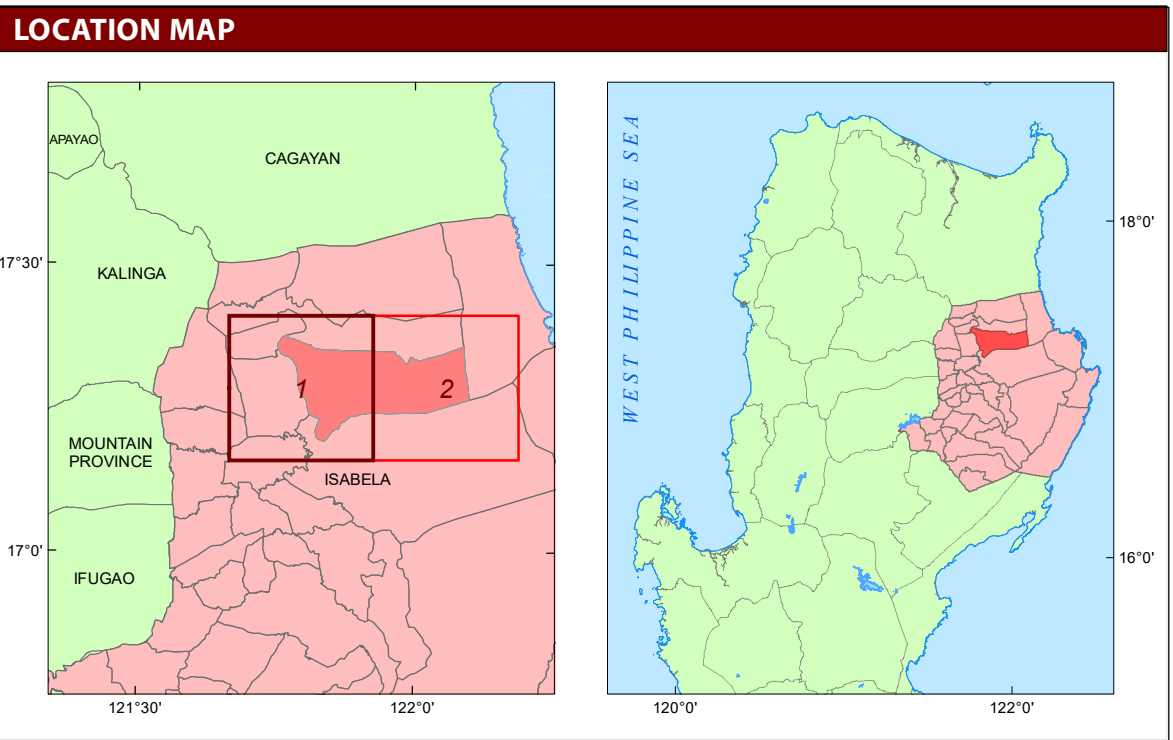 LOCATION MAP
APAYAO
CAGAYAN
17°30'
KALINGA
1
2
MOUNTAIN
PROVINCE
ISABELA
17°0'
IFUGAO
121°30'
122°0'
WEST PHILIPPINE SEA
18°0'
16°0'
120°0'
122°0'